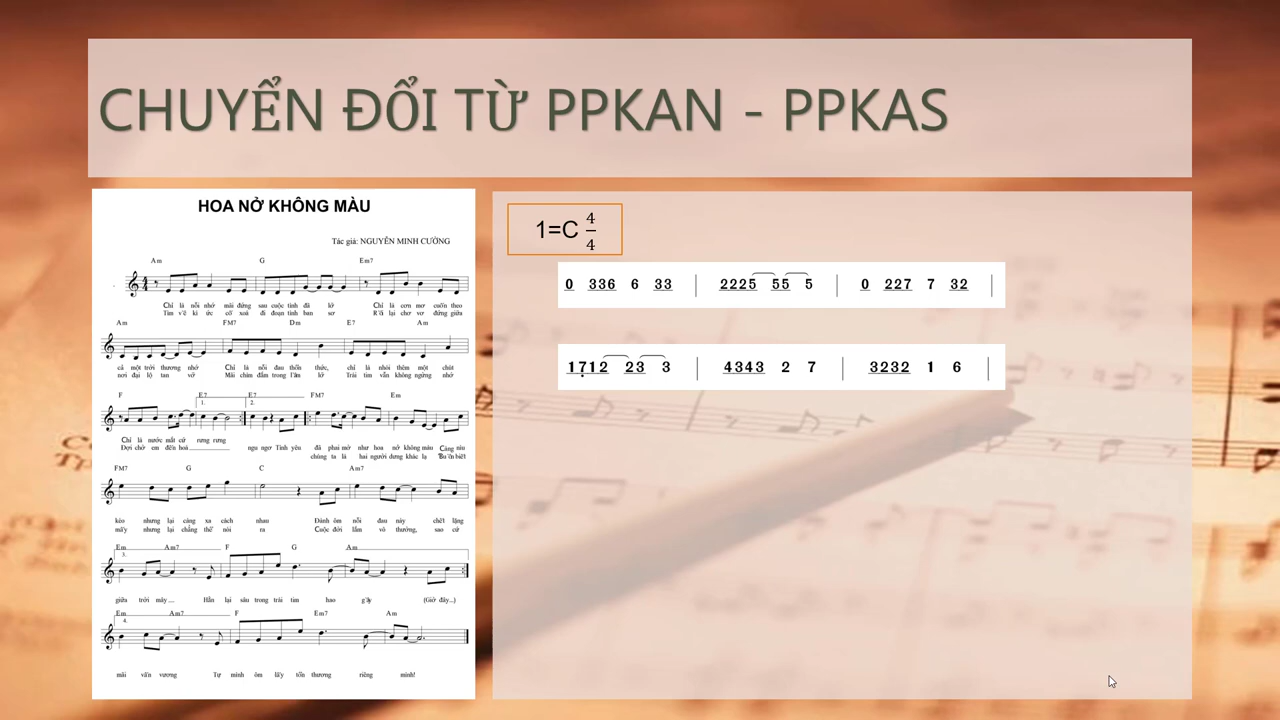 CHUYỂN ĐỔI TỪ PPKAN - PPKAS
HOA NỞ KHÔNG MÀU
Tác giả: NGUYỄN MINH CƯỜNG
Am G Em7
Chỉ là nỗi nhớ mãi đứng sau cuộc tình đã lỡ Chỉ là cơn mơ cuốn theo
Tìm về kí ức cố xoá đi đoạn tình ban sơ R lại chơ vơ đứng giữa
Am FM7 Dm E7 Am
cả một trời thương nhớ Chỉ là nỗi đau thổn thức, chỉ là nhói thêm một chút
nơi đại lộ tan vỡ Mãi chìm đắm trong lầm lỡ Trái tim vẫn không ngừng nhớ
F E7 E7 FM7 Em
1. 2.
Chỉ là nước mắt cứ rưng rưng
Đợi chờ em đến hoá ngu ngơ Tình yêu đã phai mờ như hoa nở không màu Càng níu
chúng ta là hai người dưng khác lạ Buồn biết
FM7 G C Am7
kéo nhưng lại càng xa cách nhau Đành ôm nỗi đau này chết lặng
mấy nhưng lại chẳng thể nói ra Cuộc đời lắm vô thường, sao cứ
Em Am7 F G Am
3.
giữa trời mây Hằn lại sâu trong trái tim hao gầy (Giờ đây...)
Em Am7 F Em7 Am
4.
mãi vấn vương Tự mình ôm lấy tổn thương riêng mình!
1=C 4/4
0 336 6 33 | 2225 55 5 | 0 227 7 32 |
1712 23 3 | 4343 2 7 | 3232 1 6 |